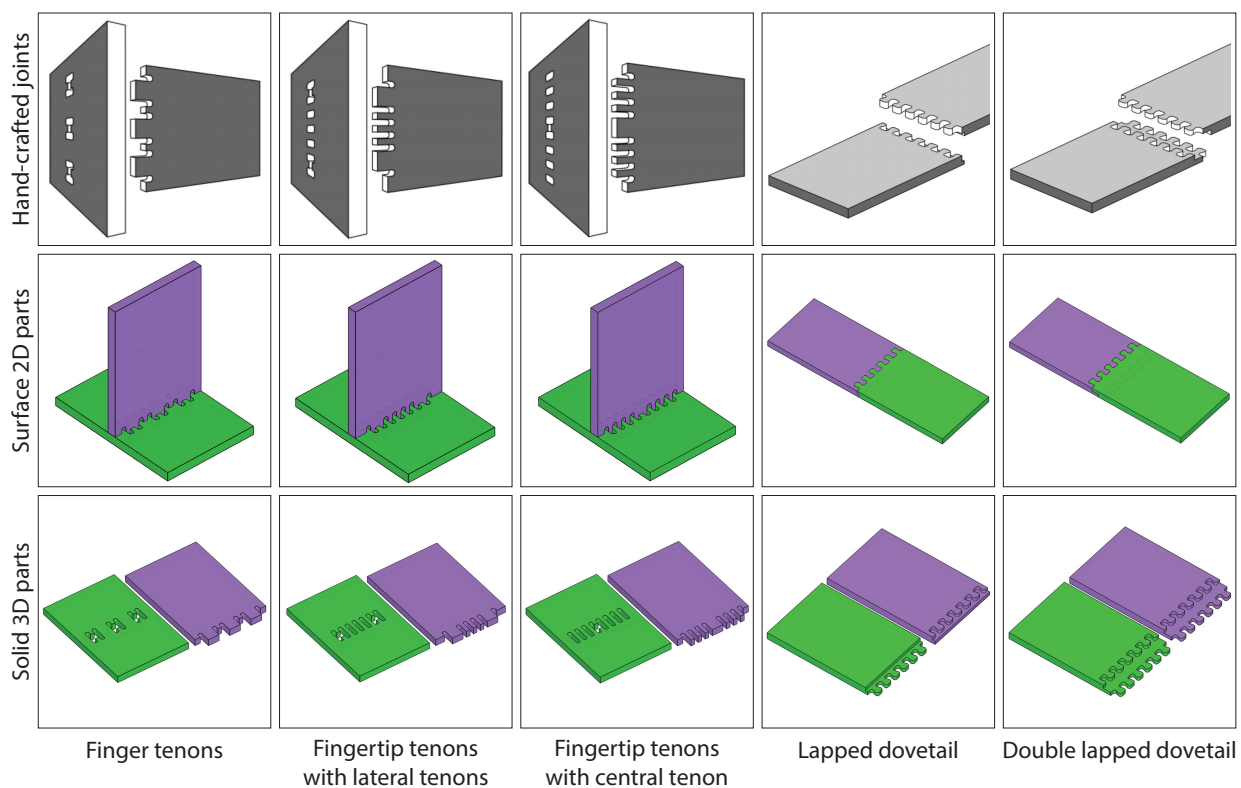 Hand-crafted joints
Surface 2D parts
Solid 3D parts
Finger tenons
Fingertip tenons
with lateral tenons
Fingertip tenons
with central tenon
Lapped dovetail
Double lapped dovetail